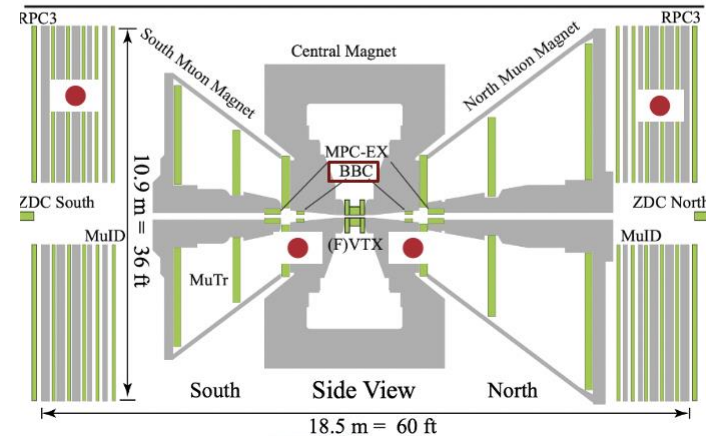 RPC3
RPC3
South Muon Magnet
Central Magnet
North Muon Magnet
MPC-EX
BBC
10.9 m = 36 ft
ZDC South
ZDC North
MuID
(F)VTX
MuID
MuTr
South
Side View
North
18.5 m = 60 ft